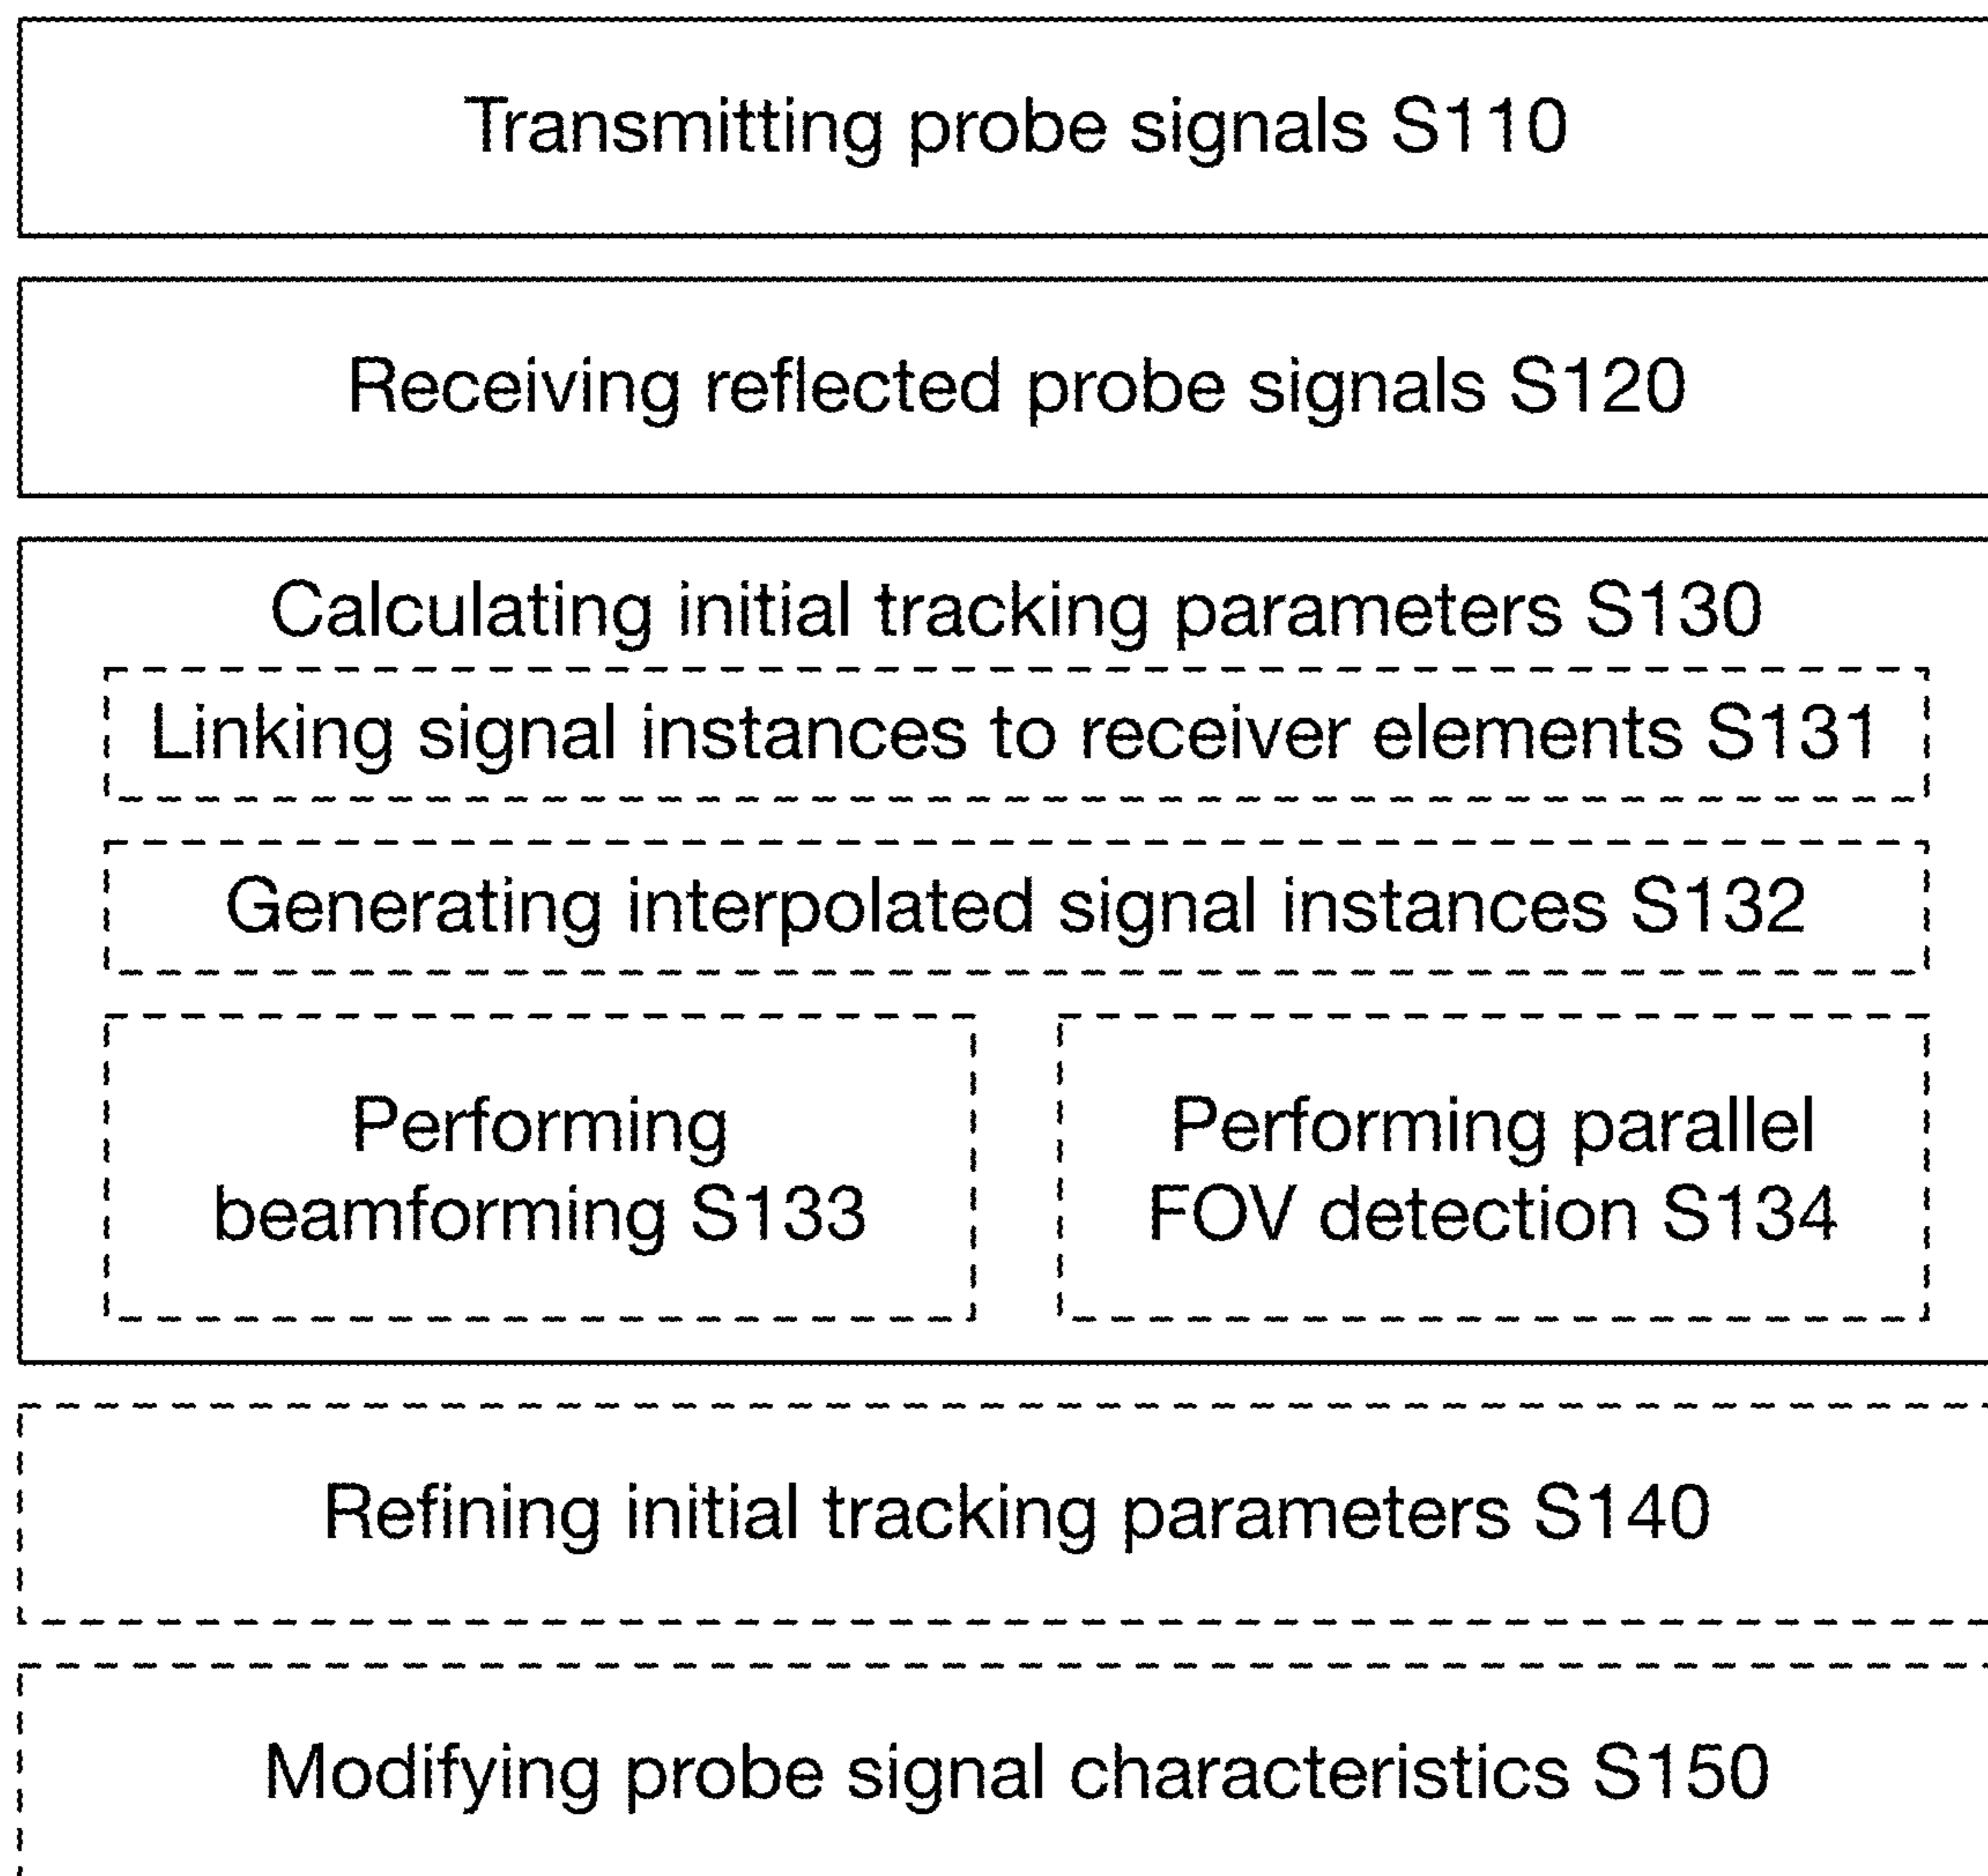 Transmitting probe signals S110
Receiving reflected probe signals S120
Calculating initial tracking parameters S130
Linking signal instances to receiver elements S131
Generating interpolated signal instances S132
Performing
beamforming S133
Performing parallel
FOV detection S134
Refining initial tracking parameters S140
Modifying probe signal characteristics S150